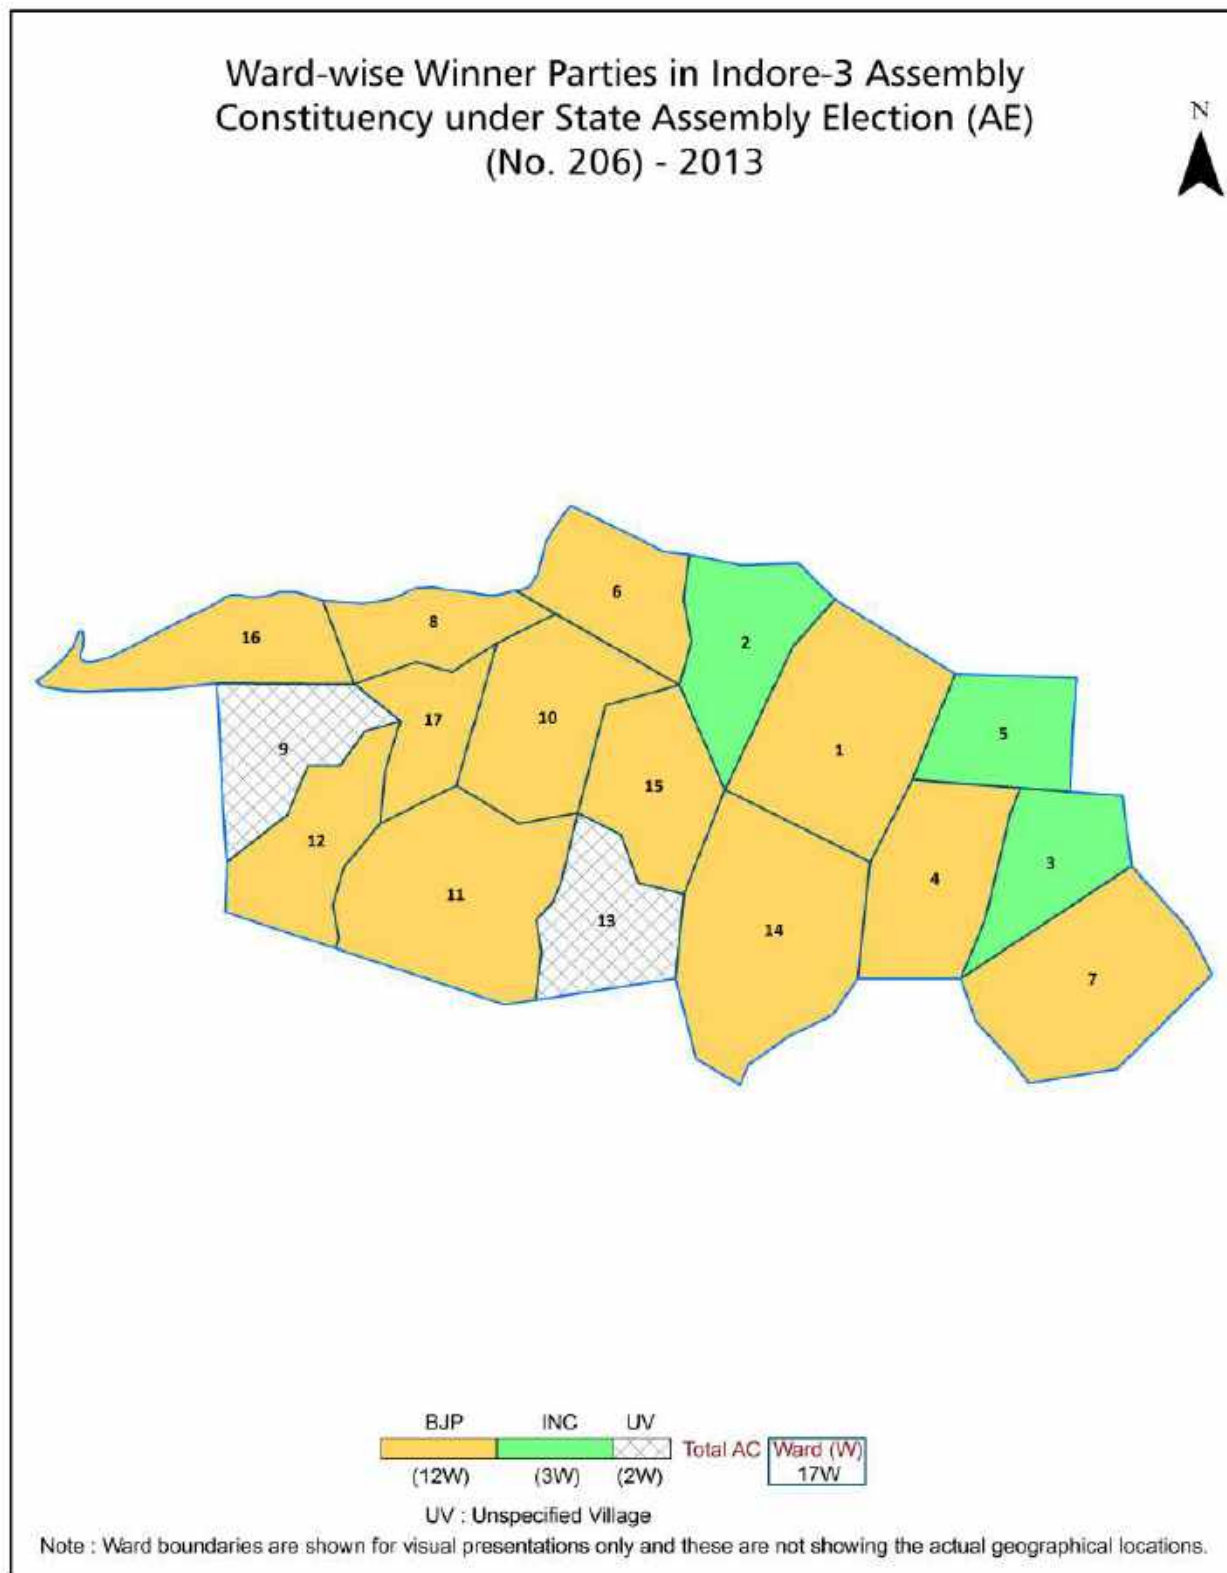 Ward-wise Winner Parties in Indore-3 Assembly
Constituency under State Assembly Election (AE)
(No. 206) - 2013
N
6
16
8
2
17
10
5
9
1
15
12
3
4
11
13
14
7
BJP INC UV
Total AC Ward (W)
(12W) (3W) (2W) 17W
UV : Unspecified Village
Note : Ward boundaries are shown for visual presentations only and these are not showing the actual geographical locations.